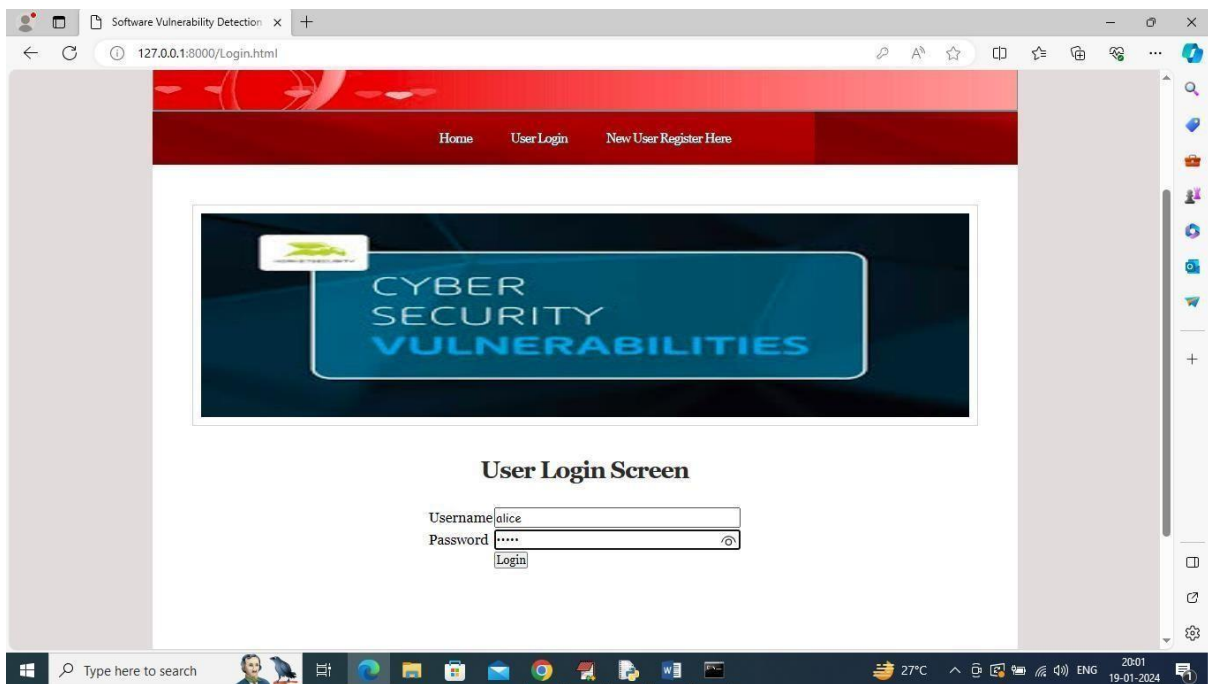 Software Vulnerability Detection
127.0.0.1:8000/Login.html
Home User Login New User Register Here
CYBER
SECURITY
VULNERABILITIES
User Login Screen
Username alice
Password •••••
Login
Type here to search
27°C
ENG
20:01
19-01-2024